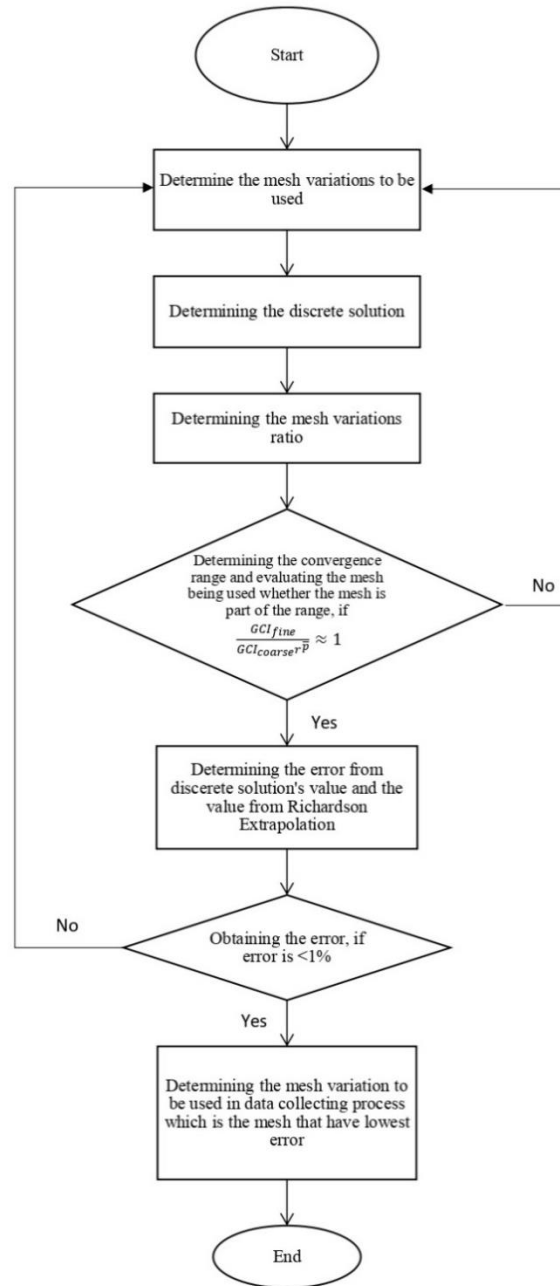 Start
Determine the mesh variations to be
used
Determining the discrete solution
Determining the mesh variations
ratio
Determining the convergence
range and evaluating the mesh
being used whether the mesh is
part of the range, if
GCI_fine / GCI_coarse r^p̅ ≈ 1
No
Yes
Determining the error from
discerete solution's value and the
value from Richardson
Extrapolation
No
Obtaining the error, if
error is <1%
Yes
Determining the mesh variation to
be used in data collecting process
which is the mesh that have lowest
error
End